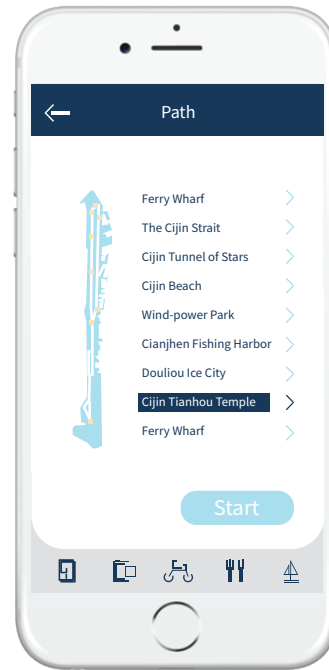 Path
Ferry Wharf
The Cijin Strait
Cijin Tunnel of Stars
Cijin Beach
Wind-power Park
Cianjhen Fishing Harbor
Douliou Ice City
Cijin Tianhou Temple
Ferry Wharf
Start